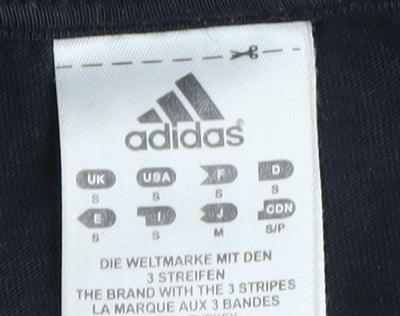 adidas®
UK USA F D
S S S S
E I J CDN
S S M S/P
DIE WELTMARKE MIT DEN
3 STREIFEN
THE BRAND WITH THE 3 STRIPES
LA MARQUE AUX 3 BANDES